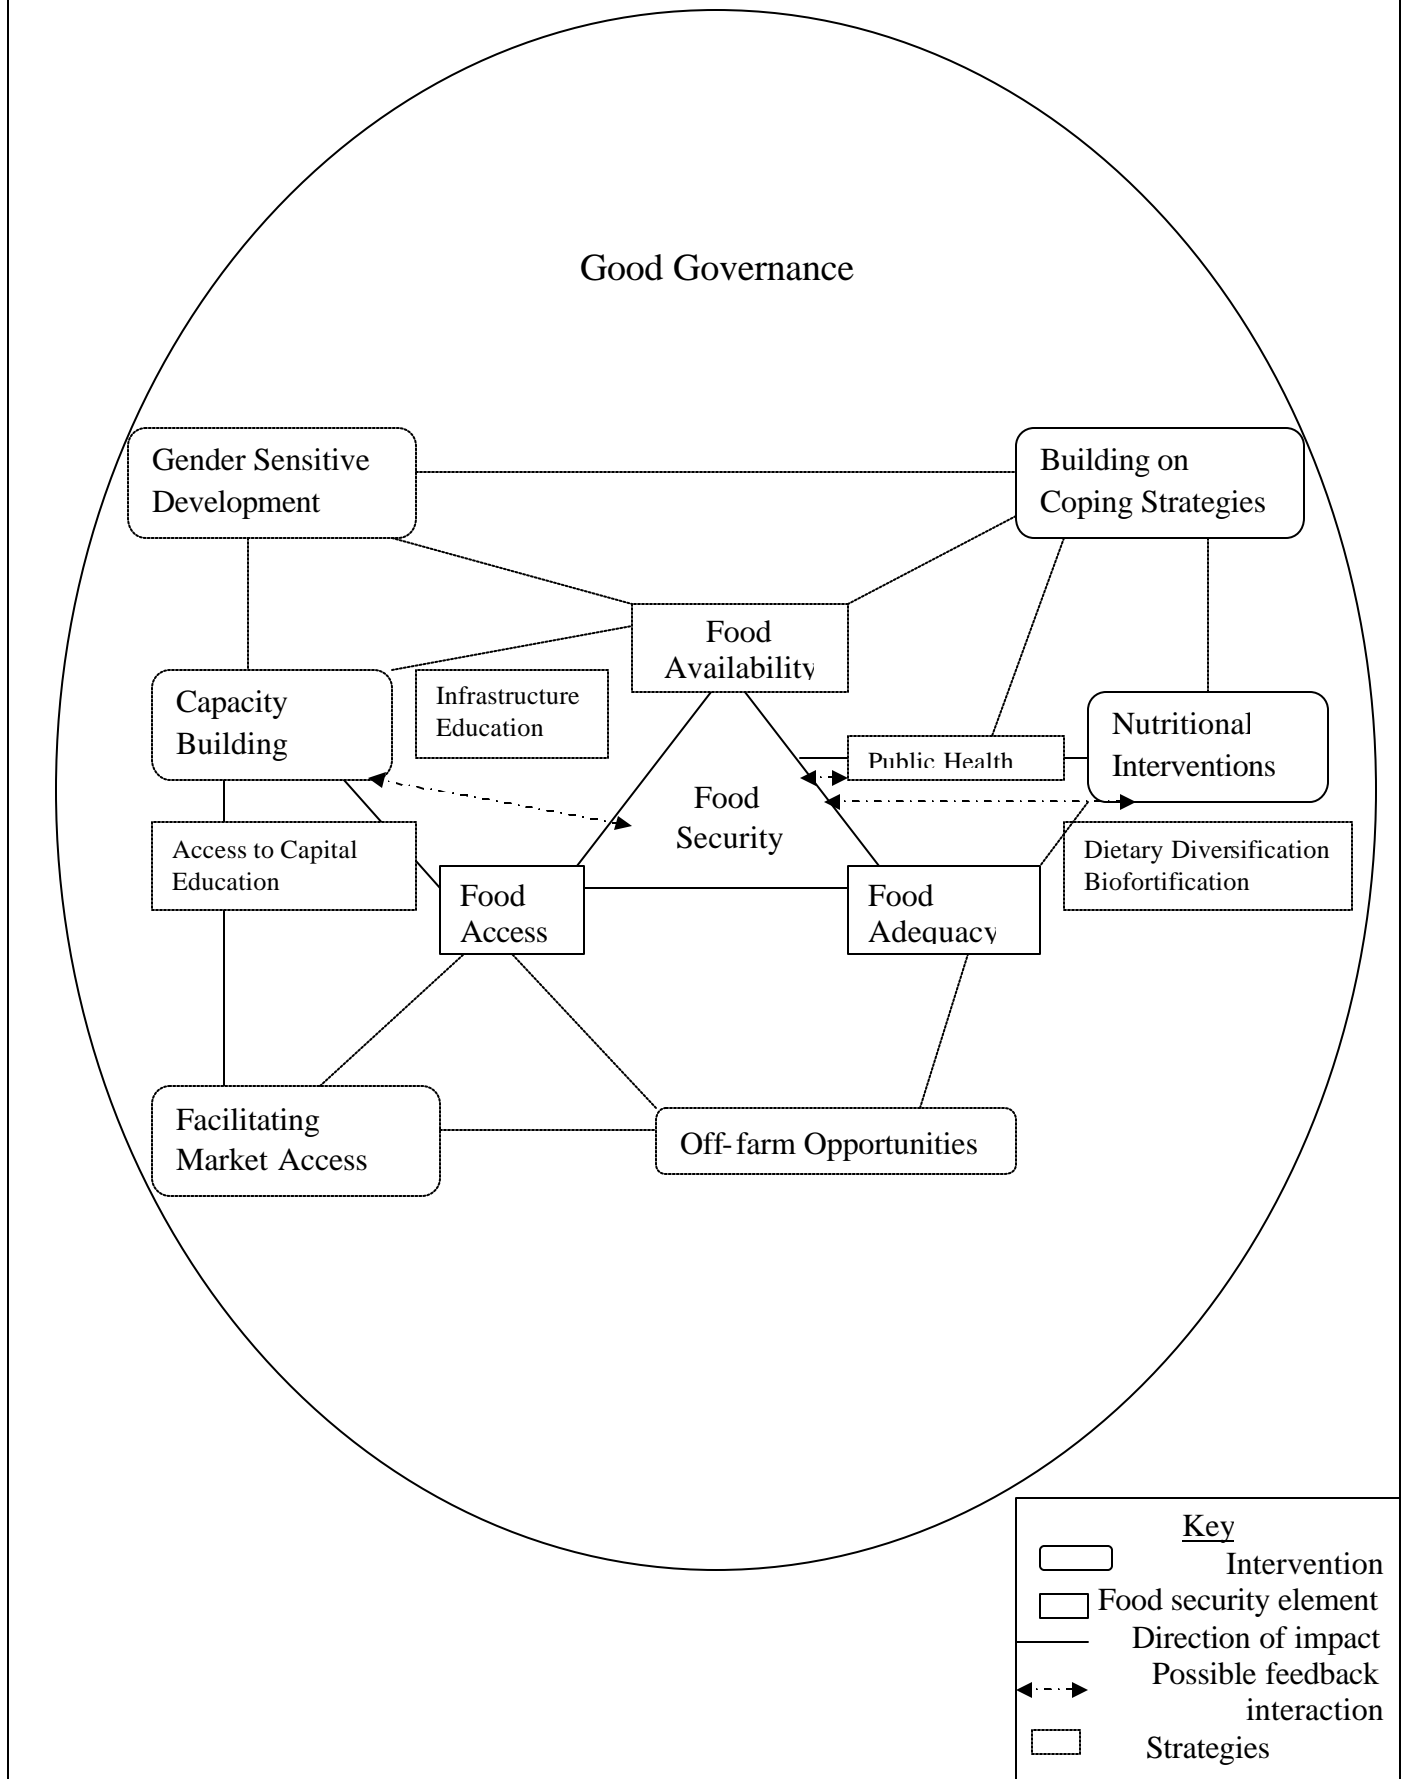 Good Governance
Gender Sensitive
Development
Building on
Coping Strategies
Food
Availability
Capacity
Building
Infrastructure
Education
Public Health
Nutritional
Interventions
Food
Security
Access to Capital
Education
Dietary Diversification
Biofortification
Food
Access
Food
Adequacy
Facilitating
Market Access
Off-farm Opportunities
Key
Intervention
Food security element
Direction of impact
Possible feedback
interaction
Strategies